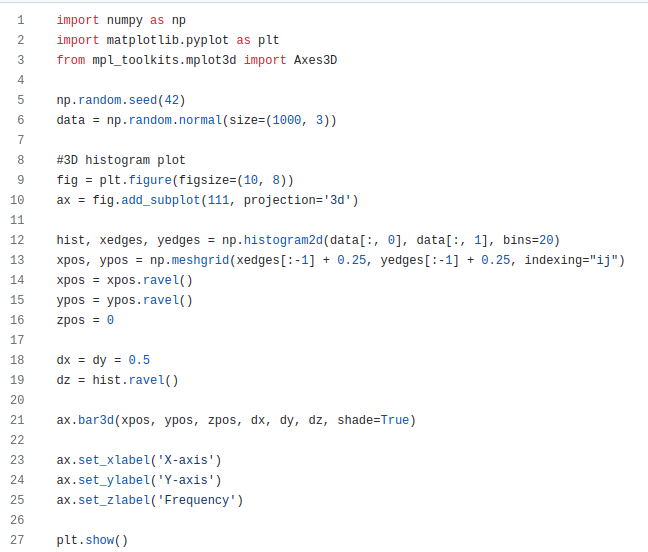 1 import numpy as np
2 import matplotlib.pyplot as plt
3 from mpl_toolkits.mplot3d import Axes3D
4
5 np.random.seed(42)
6 data = np.random.normal(size=(1000, 3))
7
8 #3D histogram plot
9 fig = plt.figure(figsize=(10, 8))
10 ax = fig.add_subplot(111, projection='3d')
11
12 hist, xedges, yedges = np.histogram2d(data[:, 0], data[:, 1], bins=20)
13 xpos, ypos = np.meshgrid(xedges[:-1] + 0.25, yedges[:-1] + 0.25, indexing="ij")
14 xpos = xpos.ravel()
15 ypos = ypos.ravel()
16 zpos = 0
17
18 dx = dy = 0.5
19 dz = hist.ravel()
20
21 ax.bar3d(xpos, ypos, zpos, dx, dy, dz, shade=True)
22
23 ax.set_xlabel('X-axis')
24 ax.set_ylabel('Y-axis')
25 ax.set_zlabel('Frequency')
26
27 plt.show()